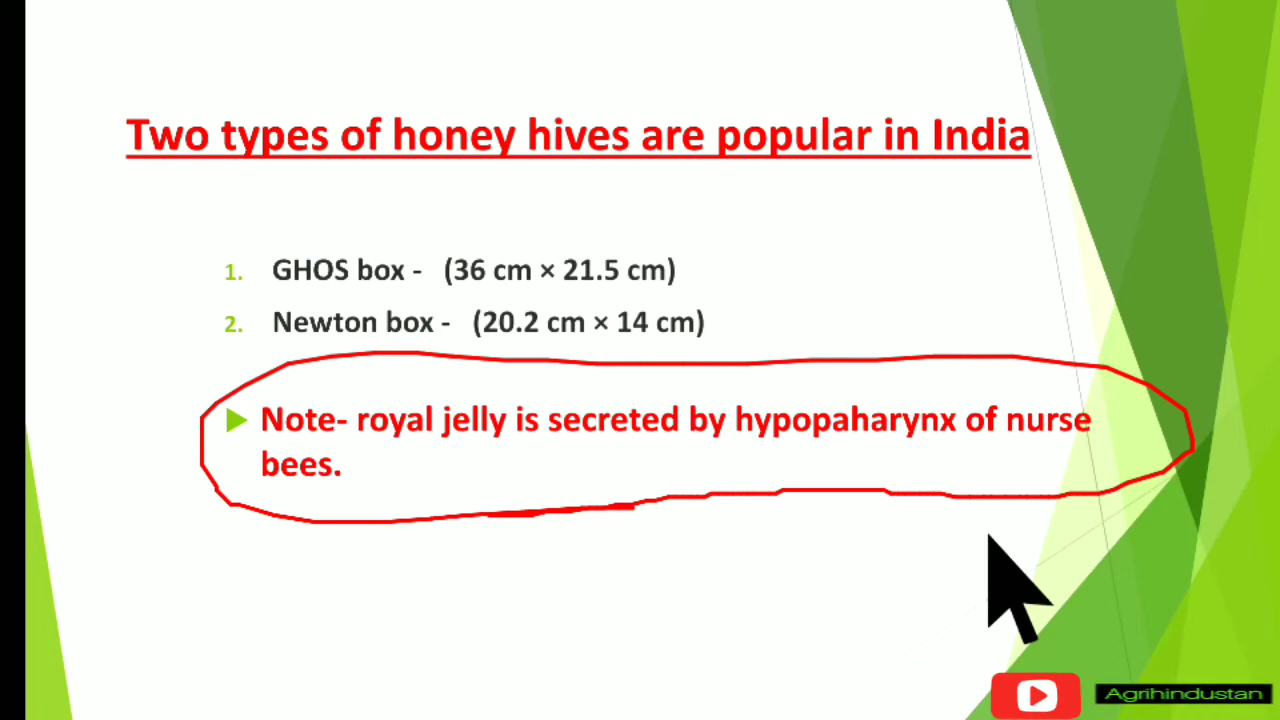 Two types of honey hives are popular in India
1. GHOS box - (36 cm × 21.5 cm)
2. Newton box - (20.2 cm × 14 cm)
Note- royal jelly is secreted by hypopaharynx of nurse
bees.
Agrihindustan